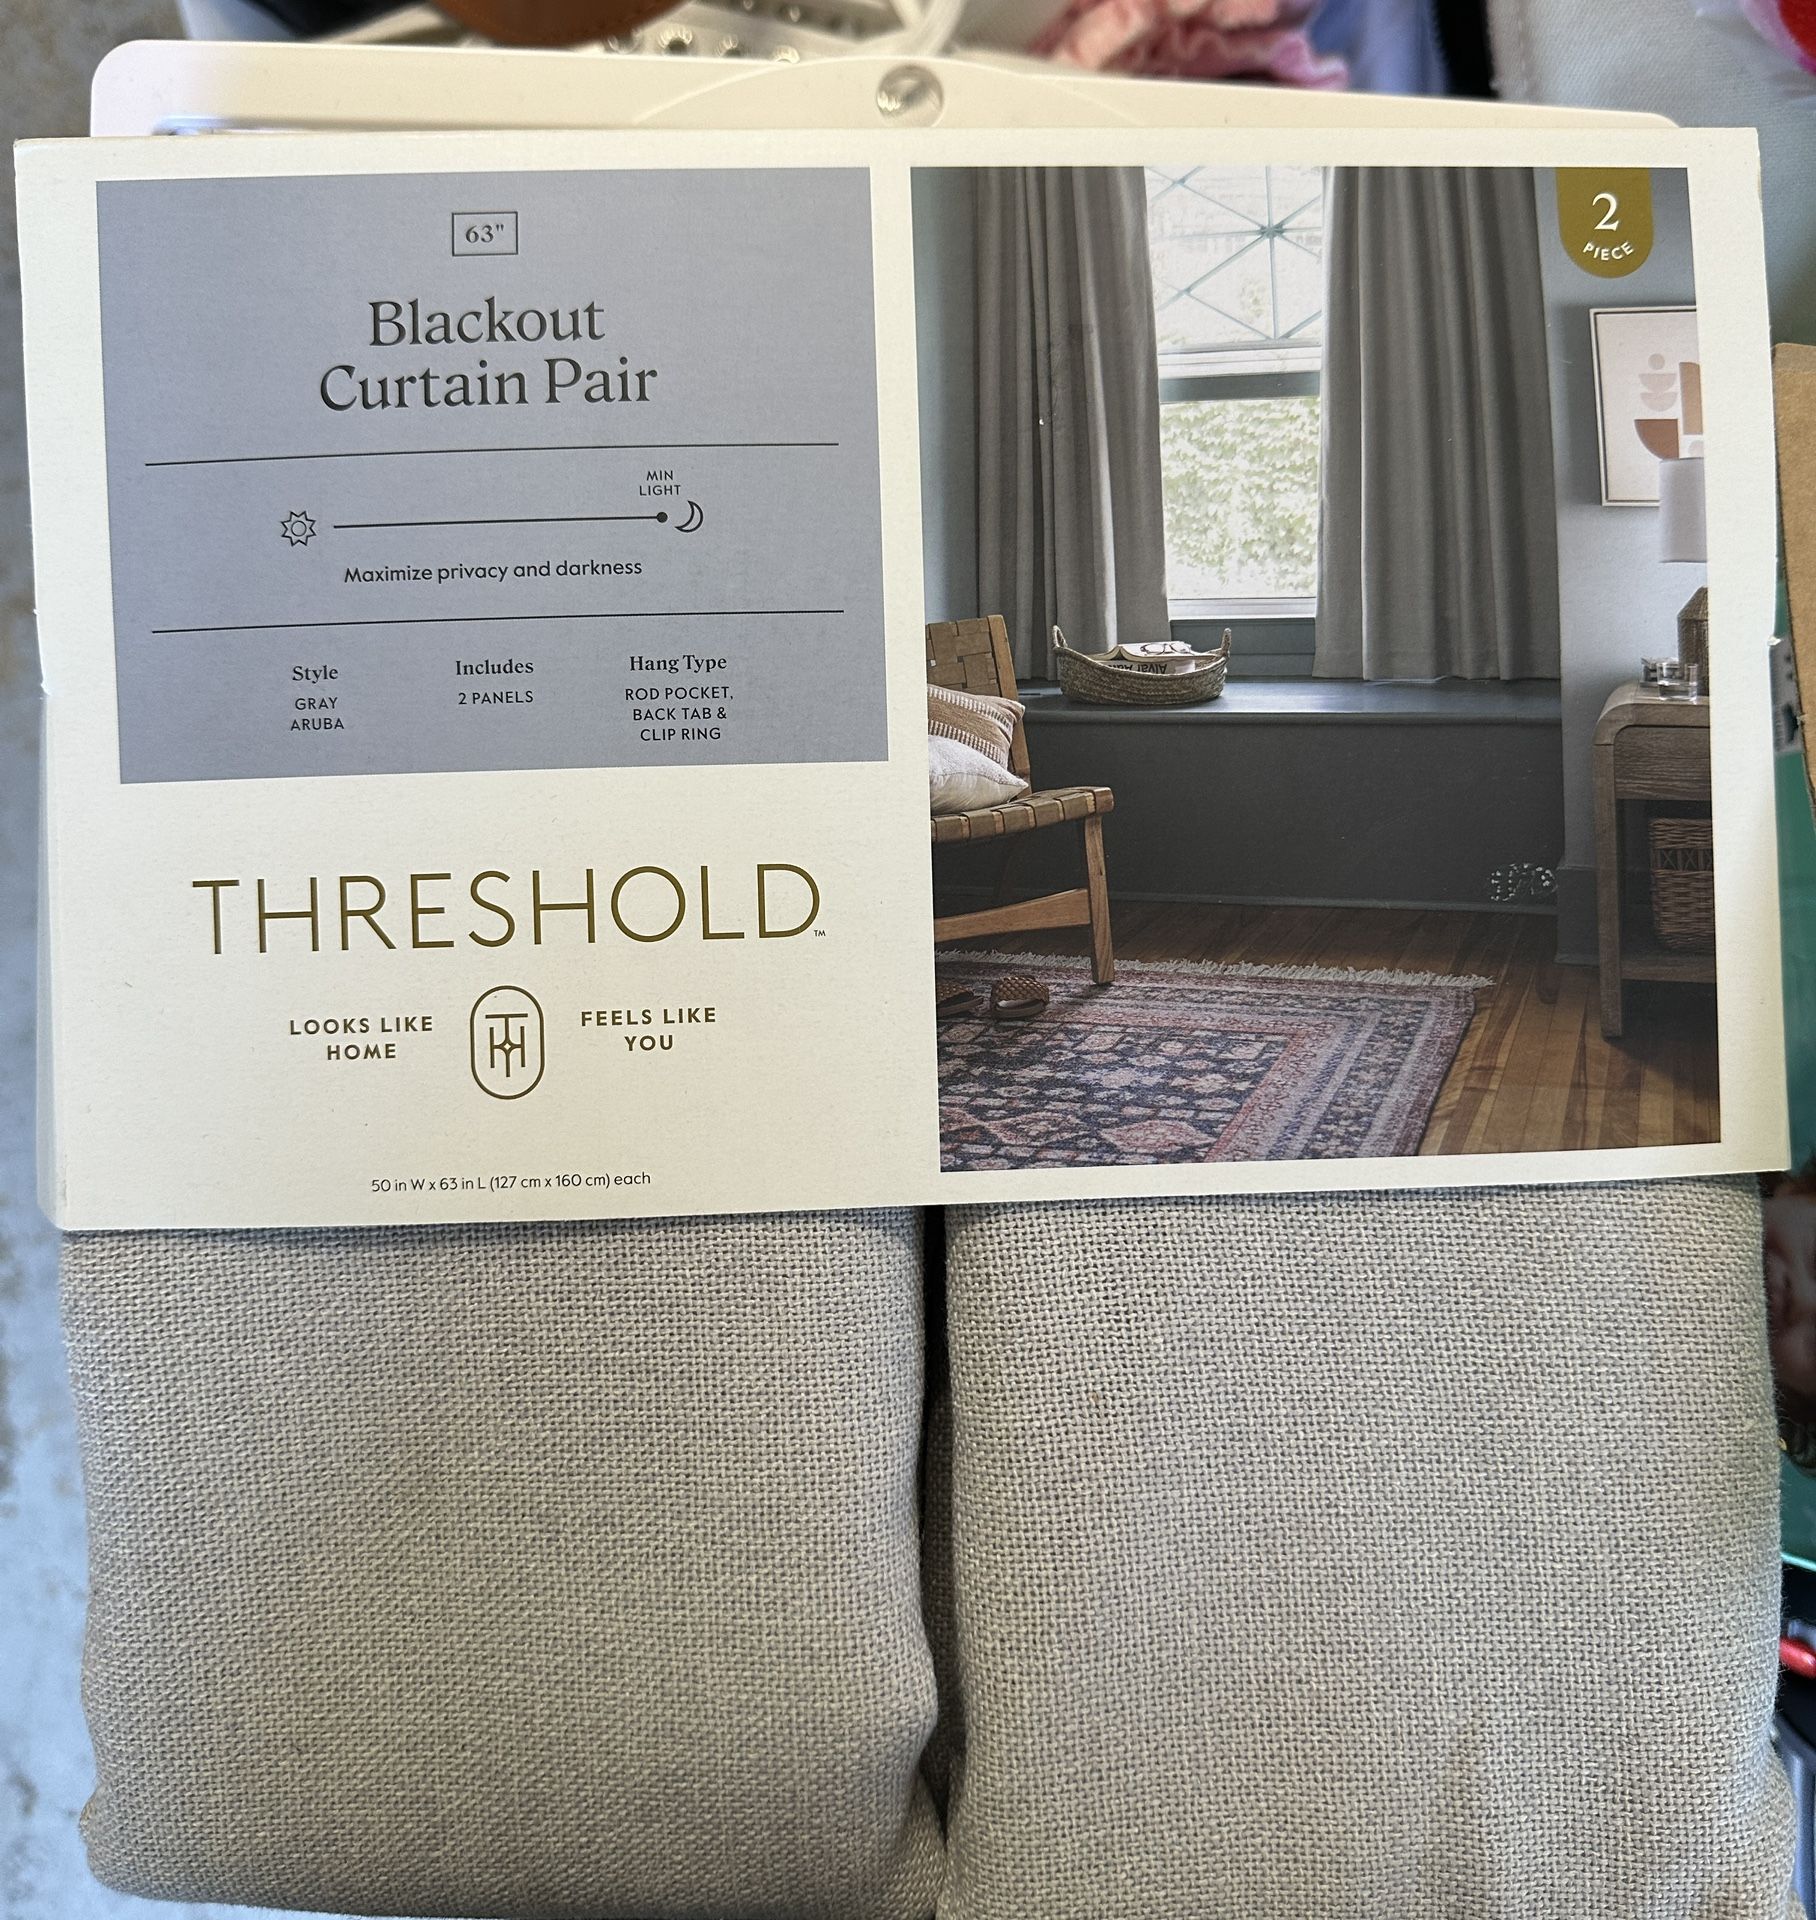 63"
Blackout
Curtain Pair
MIN
LIGHT
Maximize privacy and darkness
Style
GRAY
ARUBA
Includes
2 PANELS
Hang Type
ROD POCKET,
BACK TAB &
CLIP RING
THRESHOLD™
LOOKS LIKE
HOME
FEELS LIKE
YOU
50 in W x 63 in L (127 cm x 160 cm) each
2
PIECE